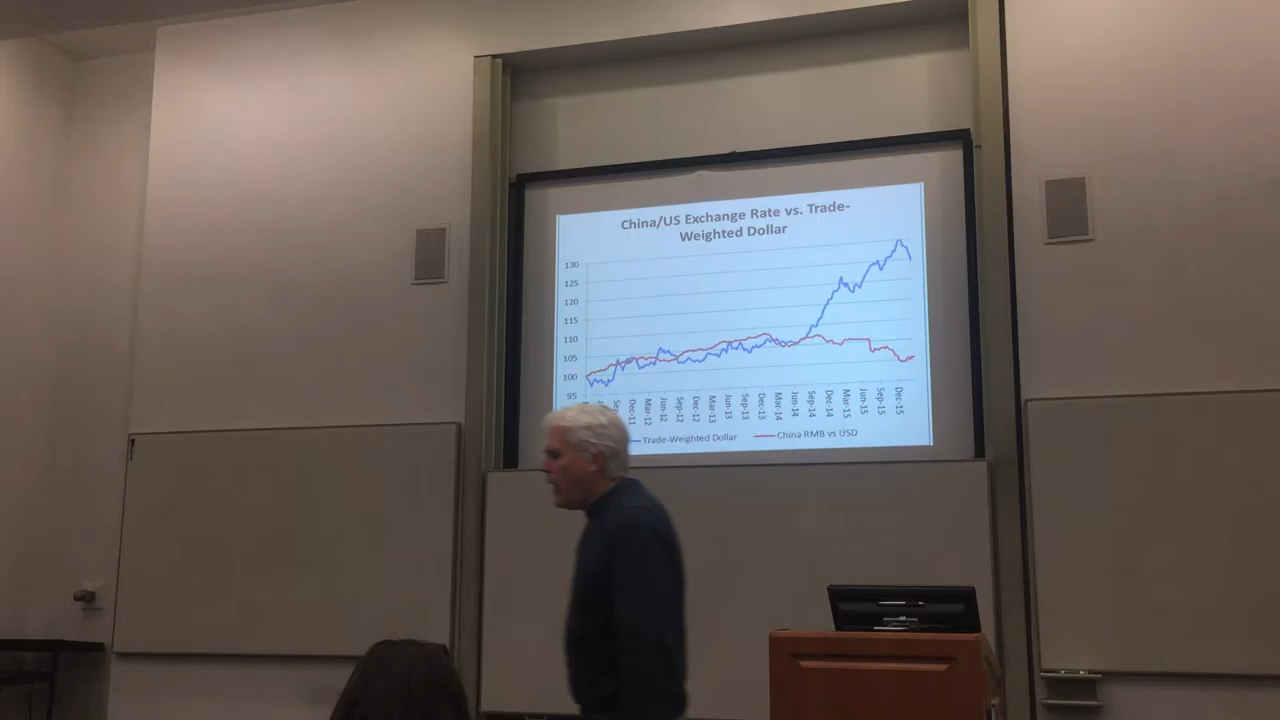 China/US Exchange Rate vs. Trade-
Weighted Dollar
130
125
120
115
110
105
100
95
Dec-11
Mar-12
Jun-12
Sep-12
Dec-12
Mar-13
Jun-13
Sep-13
Dec-13
Mar-14
Jun-14
Sep-14
Dec-14
Mar-15
Jun-15
Sep-15
Dec-15
Trade-Weighted Dollar
China RMB vs USD